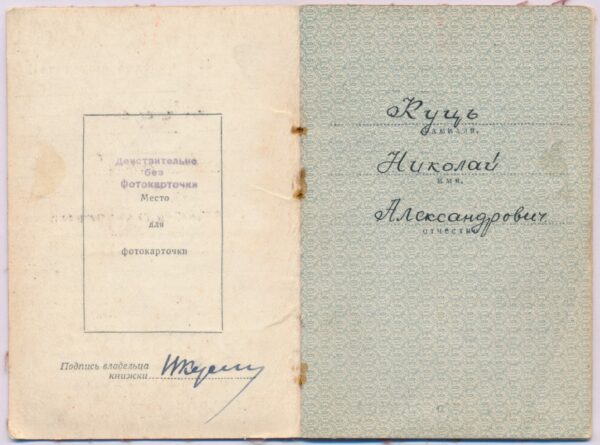 Действительно
без
фотокарточки
Место
для
фотокарточки
Подпись владельца
книжки
Куць
фамилия.
Николай
имя.
Александрович
отчество